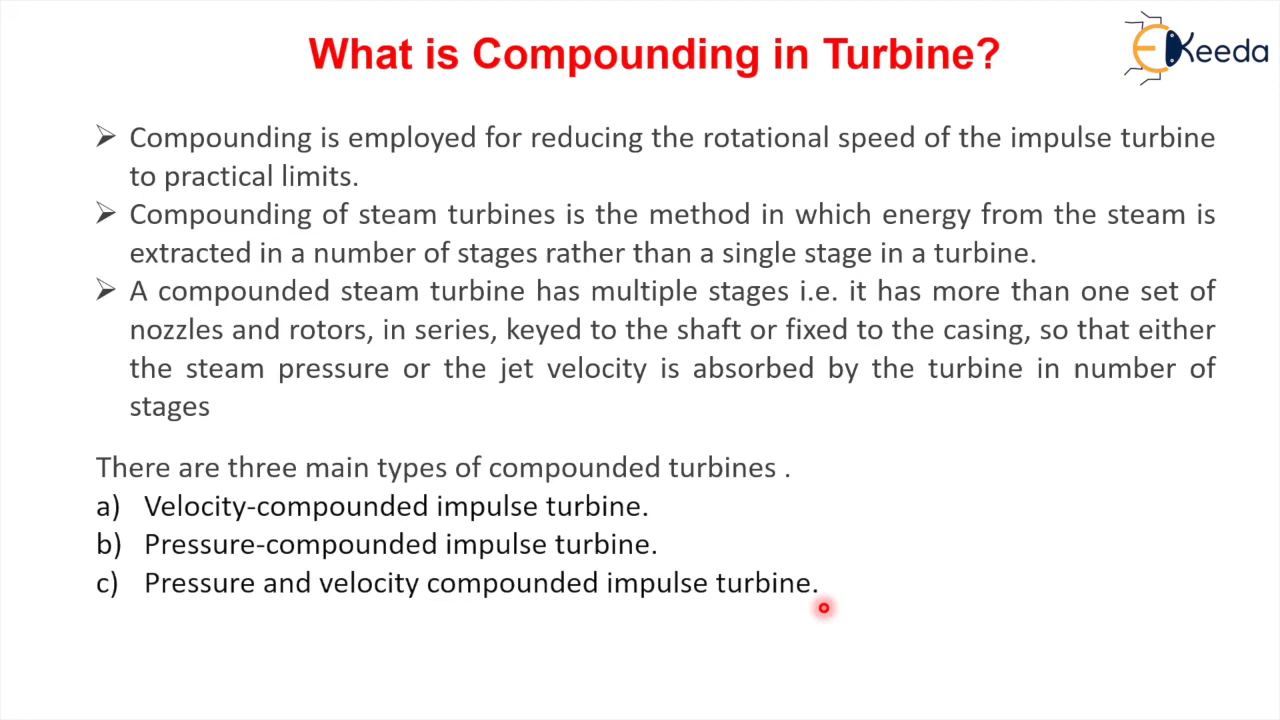 What is Compounding in Turbine?
EKeeda
➢ Compounding is employed for reducing the rotational speed of the impulse turbine
to practical limits.
➢ Compounding of steam turbines is the method in which energy from the steam is
extracted in a number of stages rather than a single stage in a turbine.
➢ A compounded steam turbine has multiple stages i.e. it has more than one set of
nozzles and rotors, in series, keyed to the shaft or fixed to the casing, so that either
the steam pressure or the jet velocity is absorbed by the turbine in number of
stages
There are three main types of compounded turbines .
a) Velocity-compounded impulse turbine.
b) Pressure-compounded impulse turbine.
c) Pressure and velocity compounded impulse turbine.